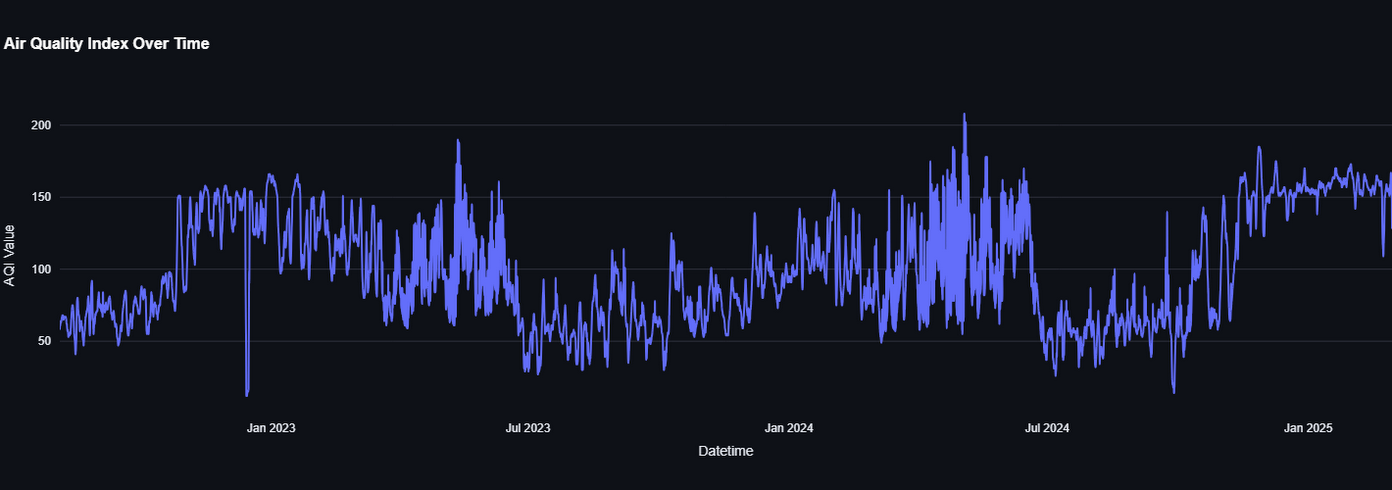 Air Quality Index Over Time
AQI Value
200
150
100
50
Jan 2023
Jul 2023
Jan 2024
Jul 2024
Jan 2025
Datetime